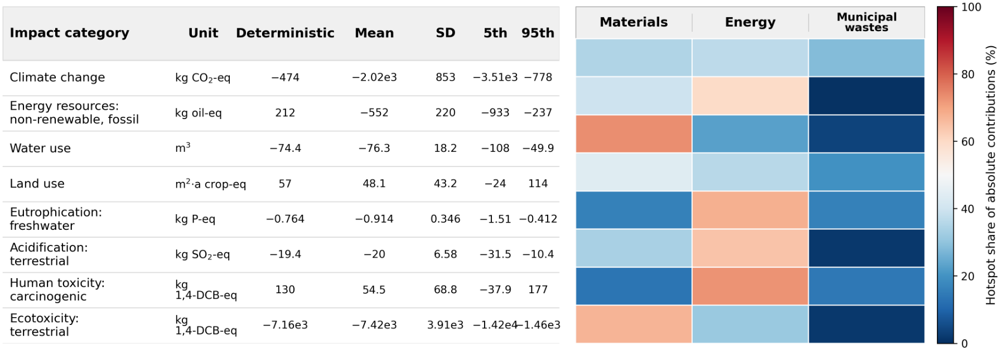 Impact category Unit Deterministic Mean SD 5th 95th
Climate change kg CO₂-eq −474 −2.02e3 853 −3.51e3 −778
Energy resources:
non-renewable, fossil kg oil-eq 212 −552 220 −933 −237
Water use m³ −74.4 −76.3 18.2 −108 −49.9
Land use m²·a crop-eq 57 48.1 43.2 −24 114
Eutrophication:
freshwater kg P-eq −0.764 −0.914 0.346 −1.51 −0.412
Acidification:
terrestrial kg SO₂-eq −19.4 −20 6.58 −31.5 −10.4
Human toxicity:
carcinogenic kg
1,4-DCB-eq 130 54.5 68.8 −37.9 177
Ecotoxicity:
terrestrial kg
1,4-DCB-eq −7.16e3 −7.42e3 3.91e3 −1.42e4 −1.46e3
Materials Energy Municipal
wastes
100
80
60
40
20
0
Hotspot share of absolute contributions (%)